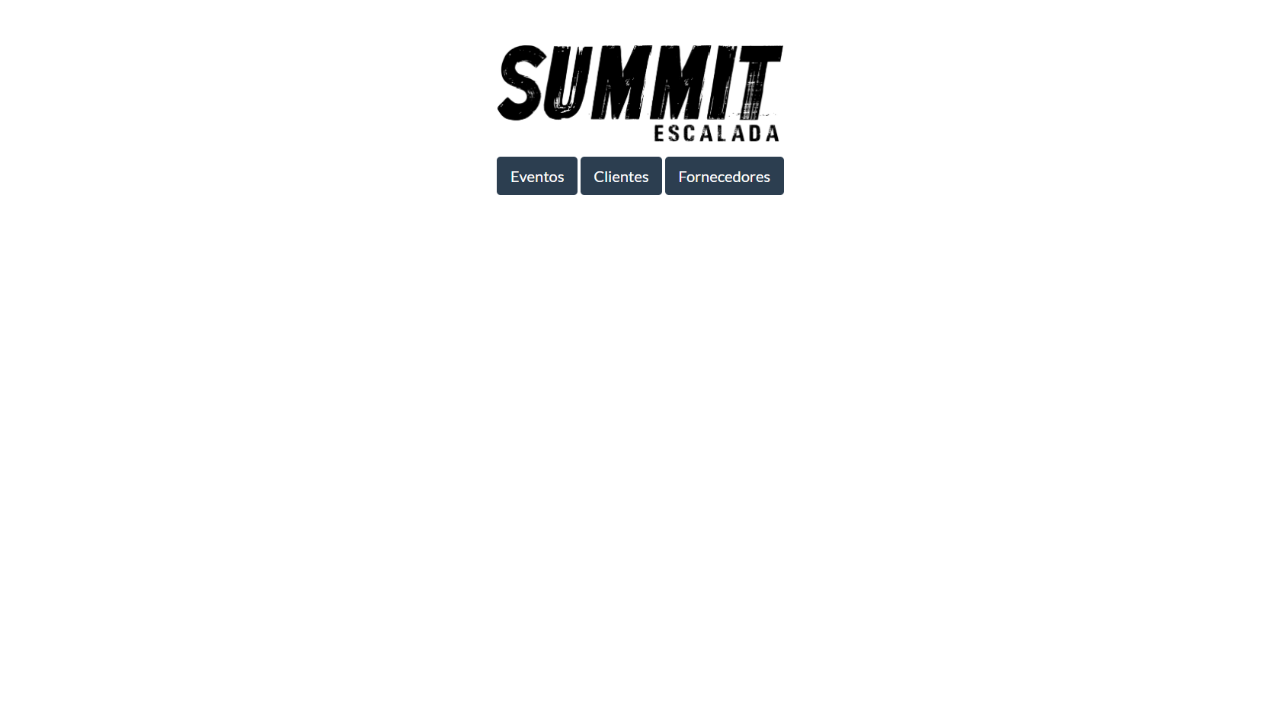 SUMMIT
ESCALADA
Eventos Clientes Fornecedores